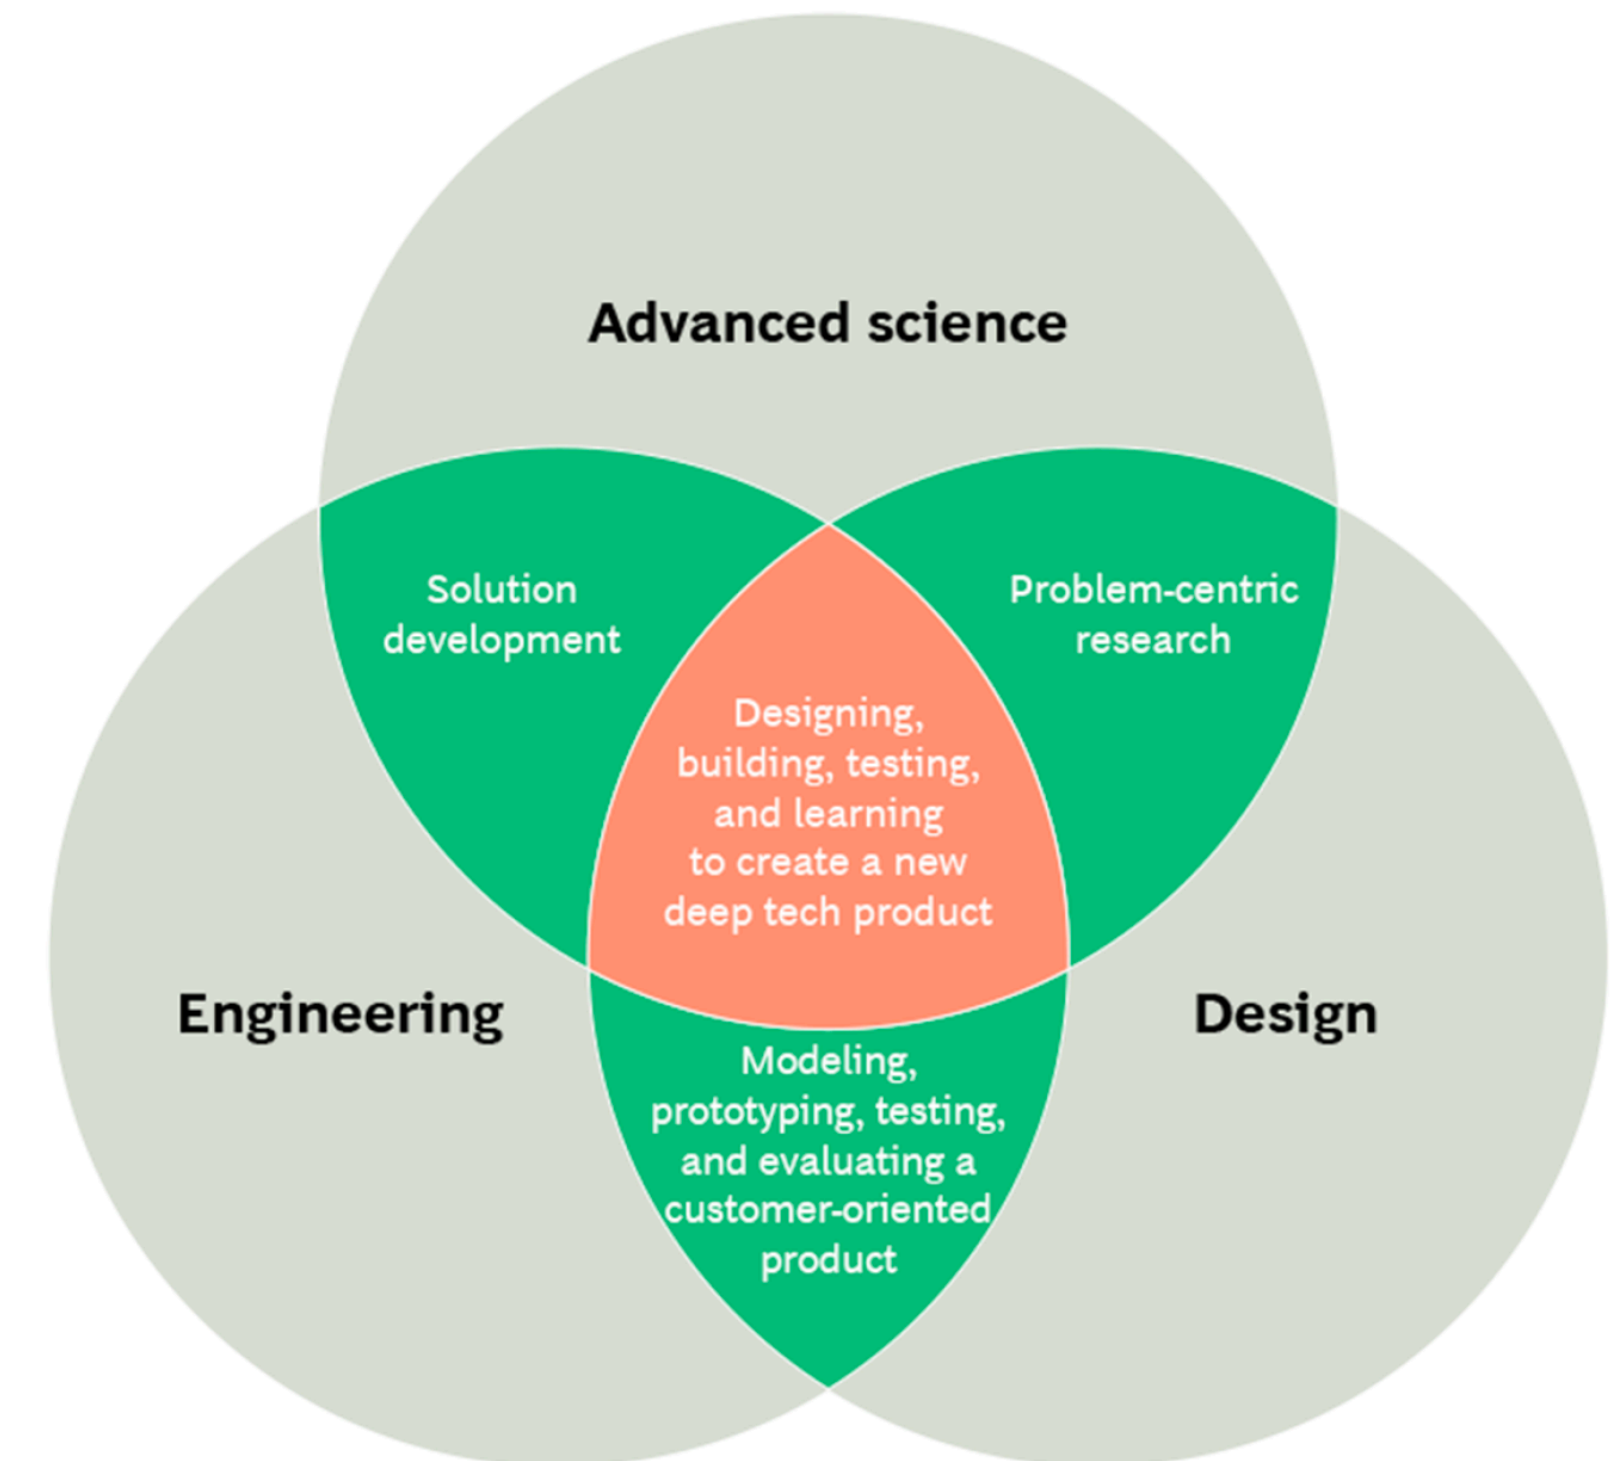 Advanced science
Solution
development
Problem-centric
research
Designing,
building, testing,
and learning
to create a new
deep tech product
Engineering
Design
Modeling,
prototyping, testing,
and evaluating a
customer-oriented
product